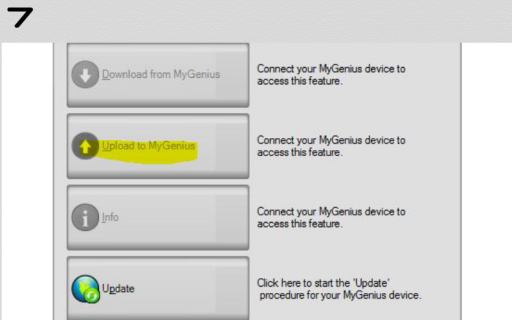 7
Download from MyGenius
Connect your MyGenius device to
access this feature.
Upload to MyGenius
Connect your MyGenius device to
access this feature.
Info
Connect your MyGenius device to
access this feature.
Update
Click here to start the 'Update'
procedure for your MyGenius device.